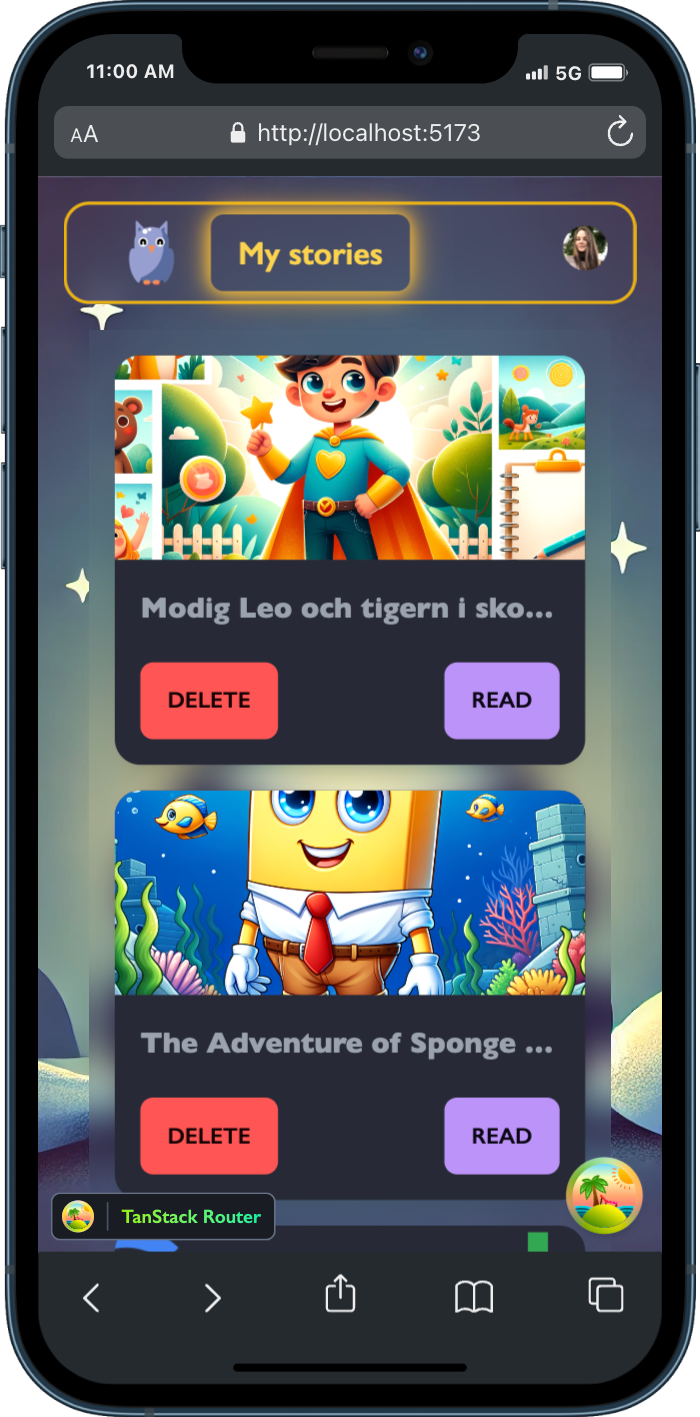 11:00 AM
5G
AA
http://localhost:5173
My stories
Modig Leo och tigern i sko...
DELETE
READ
The Adventure of Sponge ...
DELETE
READ
TanStack Router